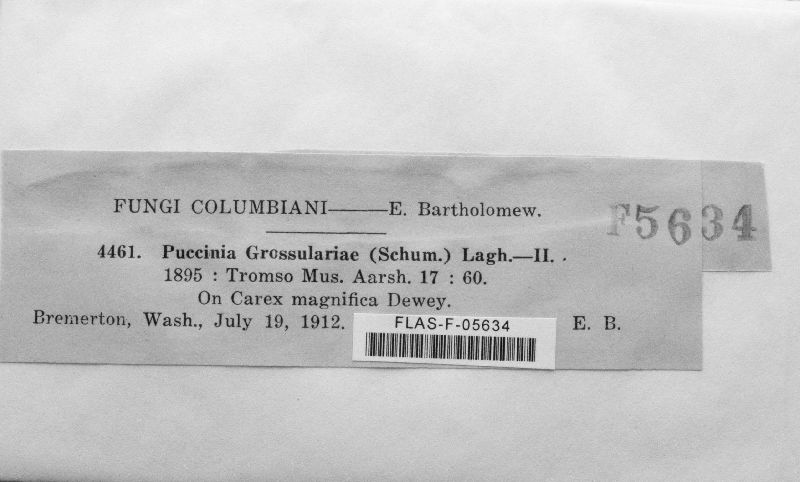 FUNGI COLUMBIANI——E. Bartholomew.
F5634
4461. Puccinia Grossulariae (Schum.) Lagh.—II.
1895 : Tromso Mus. Aarsh. 17 : 60.
On Carex magnifica Dewey.
Bremerton, Wash., July 19, 1912. E. B.
FLAS-F-05634